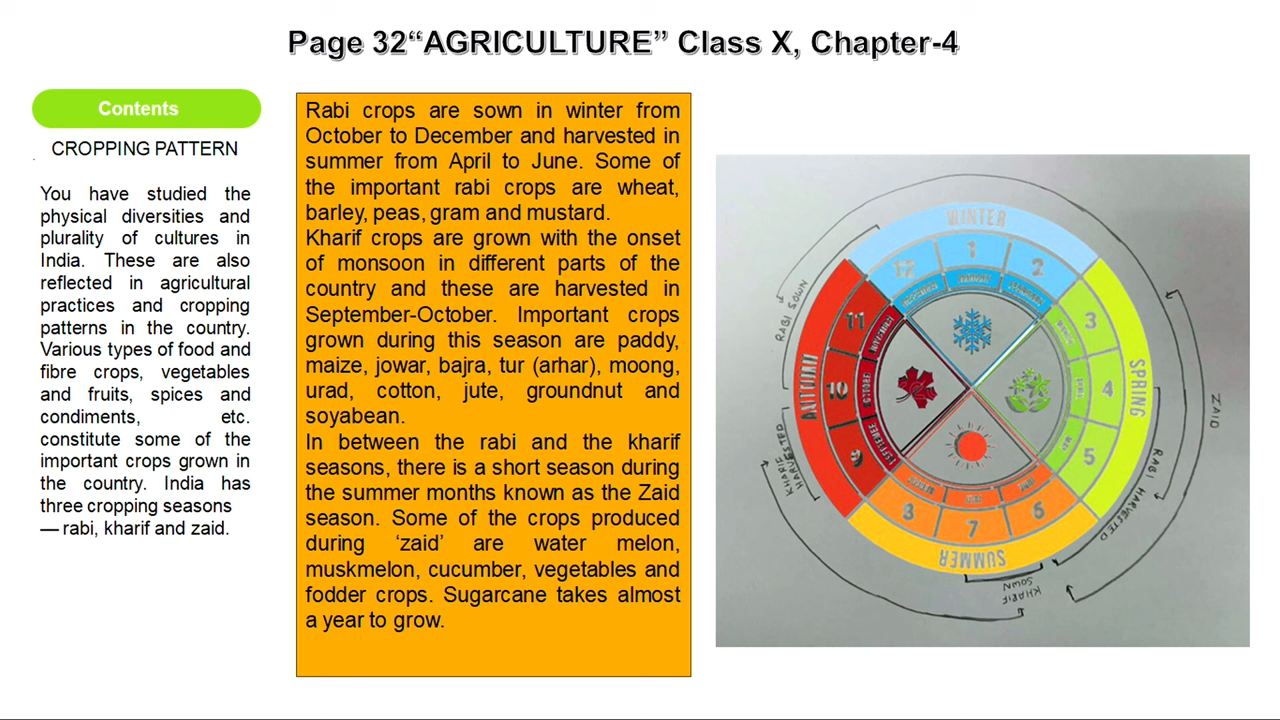 Page 32“AGRICULTURE” Class X, Chapter-4
Contents
CROPPING PATTERN
You have studied the
physical diversities and
plurality of cultures in
India. These are also
reflected in agricultural
practices and cropping
patterns in the country.
Various types of food and
fibre crops, vegetables
and fruits, spices and
condiments, etc.
constitute some of the
important crops grown in
the country. India has
three cropping seasons
— rabi, kharif and zaid.
Rabi crops are sown in winter from
October to December and harvested in
summer from April to June. Some of
the important rabi crops are wheat,
barley, peas, gram and mustard.
Kharif crops are grown with the onset
of monsoon in different parts of the
country and these are harvested in
September-October. Important crops
grown during this season are paddy,
maize, jowar, bajra, tur (arhar), moong,
urad, cotton, jute, groundnut and
soyabean.
In between the rabi and the kharif
seasons, there is a short season during
the summer months known as the Zaid
season. Some of the crops produced
during ‘zaid’ are water melon,
muskmelon, cucumber, vegetables and
fodder crops. Sugarcane takes almost
a year to grow.
WINTER
12
1
2
SPRING
3
4
5
SUMMER
6
7
8
AUTUMN
9
10
11
SEPTEMBER
OCTOBER
NOVEMBER
RABI SOWN
KHARIF
HARVESTED
ZAID
RABI HARVESTED
KHARIF
SOWN